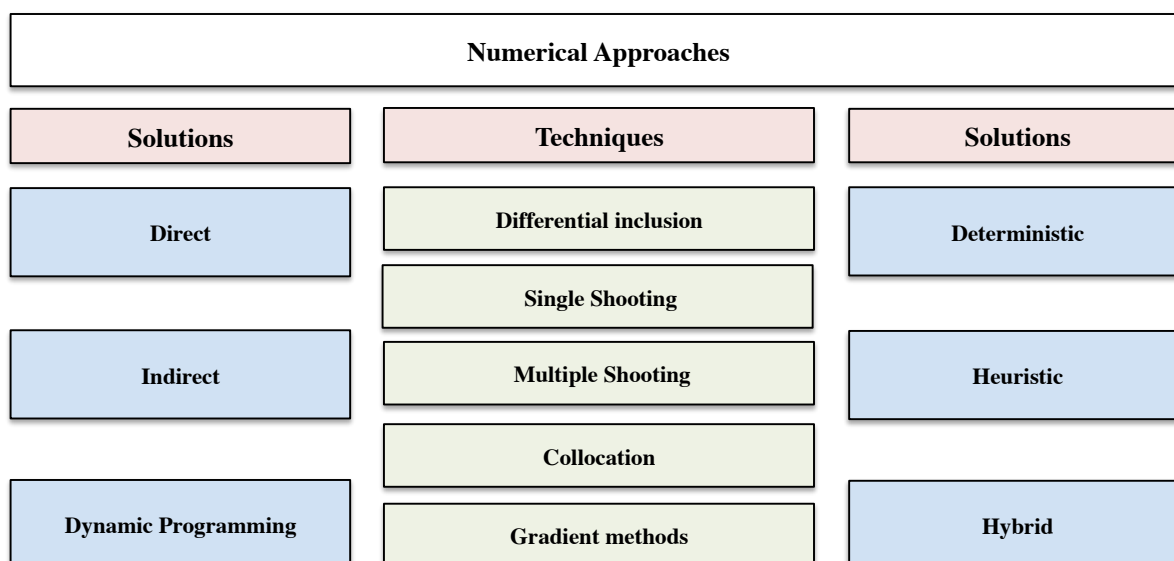 Numerical Approaches
Solutions
Techniques
Solutions
Direct
Differential inclusion
Deterministic
Single Shooting
Indirect
Multiple Shooting
Heuristic
Collocation
Dynamic Programming
Gradient methods
Hybrid